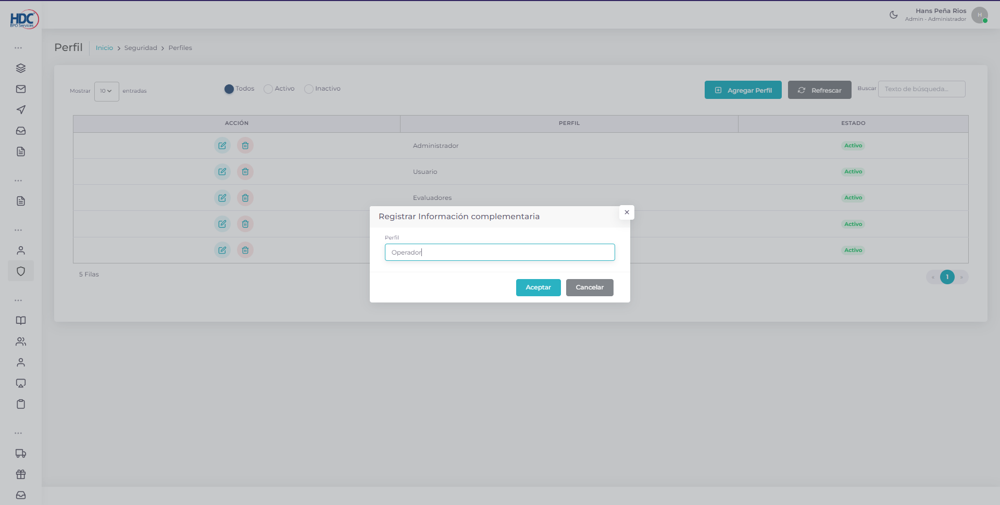 HDC
BPO Services
Hans Peña Rios
Admin - Administrador
H
Perfil
Inicio > Seguridad > Perfiles
Mostrar 10 entradas
Todos Activo Inactivo
Agregar Perfil
Refrescar
Buscar Texto de búsqueda...
ACCIÓN PERFIL ESTADO
Administrador Activo
Usuario Activo
Evaluadores Activo
Activo
Activo
Registrar Información complementaria
×
Perfil
Operador
Aceptar Cancelar
5 Filas
« 1 »